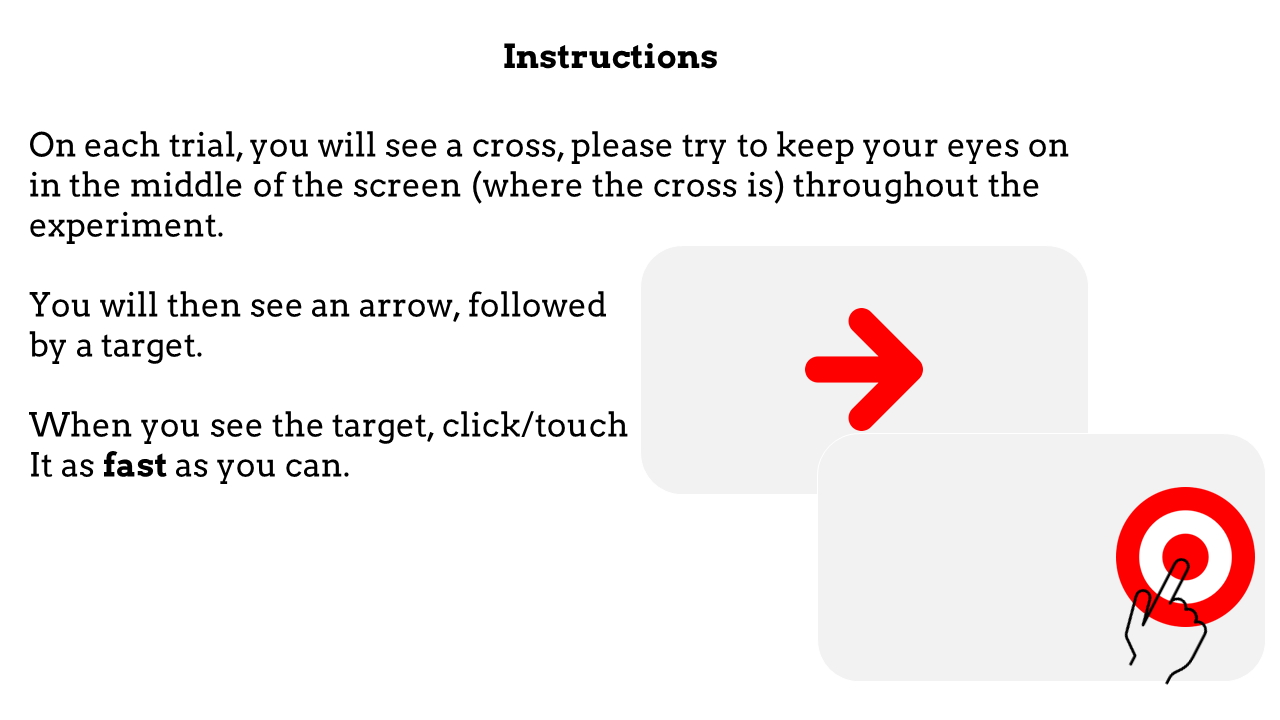 Instructions
On each trial, you will see a cross, please try to keep your eyes on
in the middle of the screen (where the cross is) throughout the
experiment.
You will then see an arrow, followed
by a target.
When you see the target, click/touch
It as fast as you can.